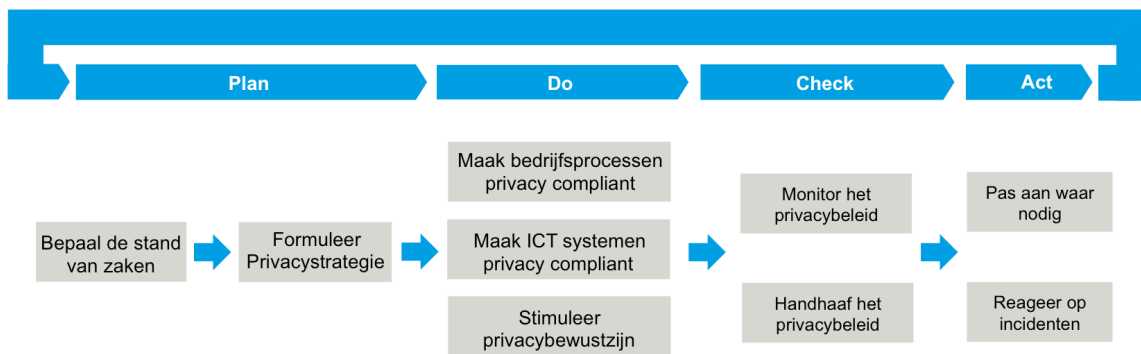 Plan
Do
Check
Act
Bepaal de stand
van zaken
Formuleer
Privacystrategie
Maak bedrijfsprocessen
privacy compliant
Maak ICT systemen
privacy compliant
Stimuleer
privacybewustzijn
Monitor het
privacybeleid
Handhaaf het
privacybeleid
Pas aan waar
nodig
Reageer op
incidenten